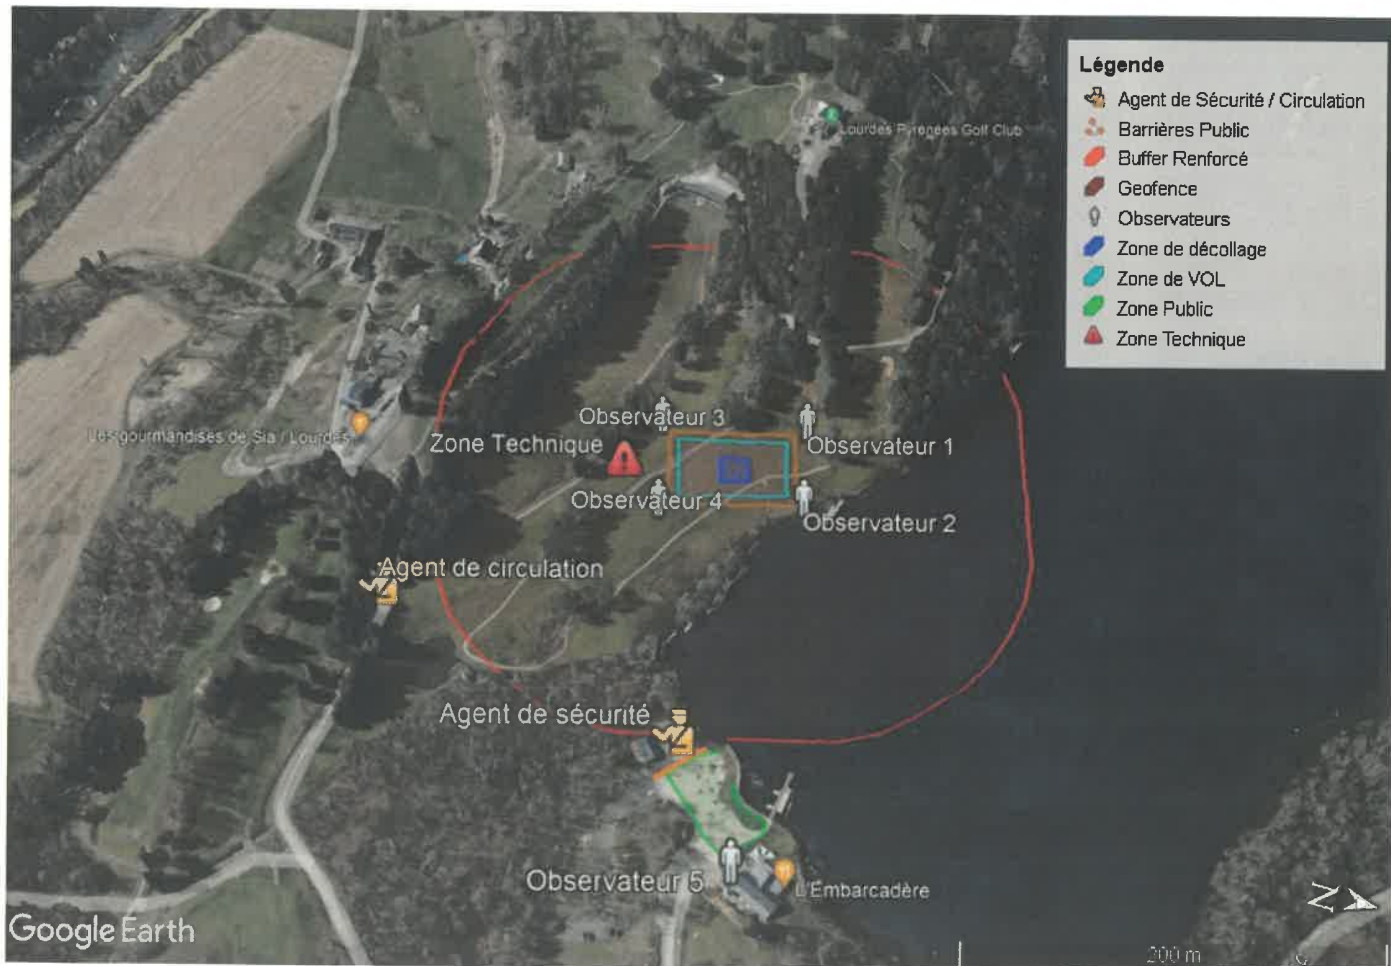 Légende
Agent de Sécurité / Circulation
Barrières Public
Buffer Renforcé
Geofence
Observateurs
Zone de décollage
Zone de VOL
Zone Public
Zone Technique
Lourdes Pyrenees Golf Club
Observateur 3
Les gourmandises de Sia / Lourdes
Zone Technique
Observateur 1
Observateur 4
Observateur 2
Agent de circulation
Agent de sécurité
Observateur 5
L'Embarcadère
Google Earth
N
200 m